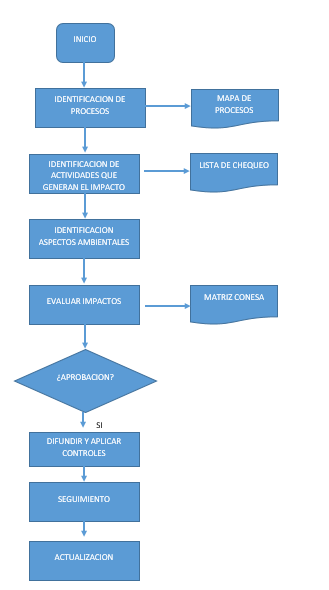 INICIO
IDENTIFICACION DE
PROCESOS
MAPA DE
PROCESOS
IDENTIFICACION DE
ACTIVIDADES QUE
GENERAN EL IMPACTO
LISTA DE CHEQUEO
IDENTIFICACION
ASPECTOS AMBIENTALES
EVALUAR IMPACTOS
MATRIZ CONESA
¿APROBACION?
SI
DIFUNDIR Y APLICAR
CONTROLES
SEGUIMIENTO
ACTUALIZACION